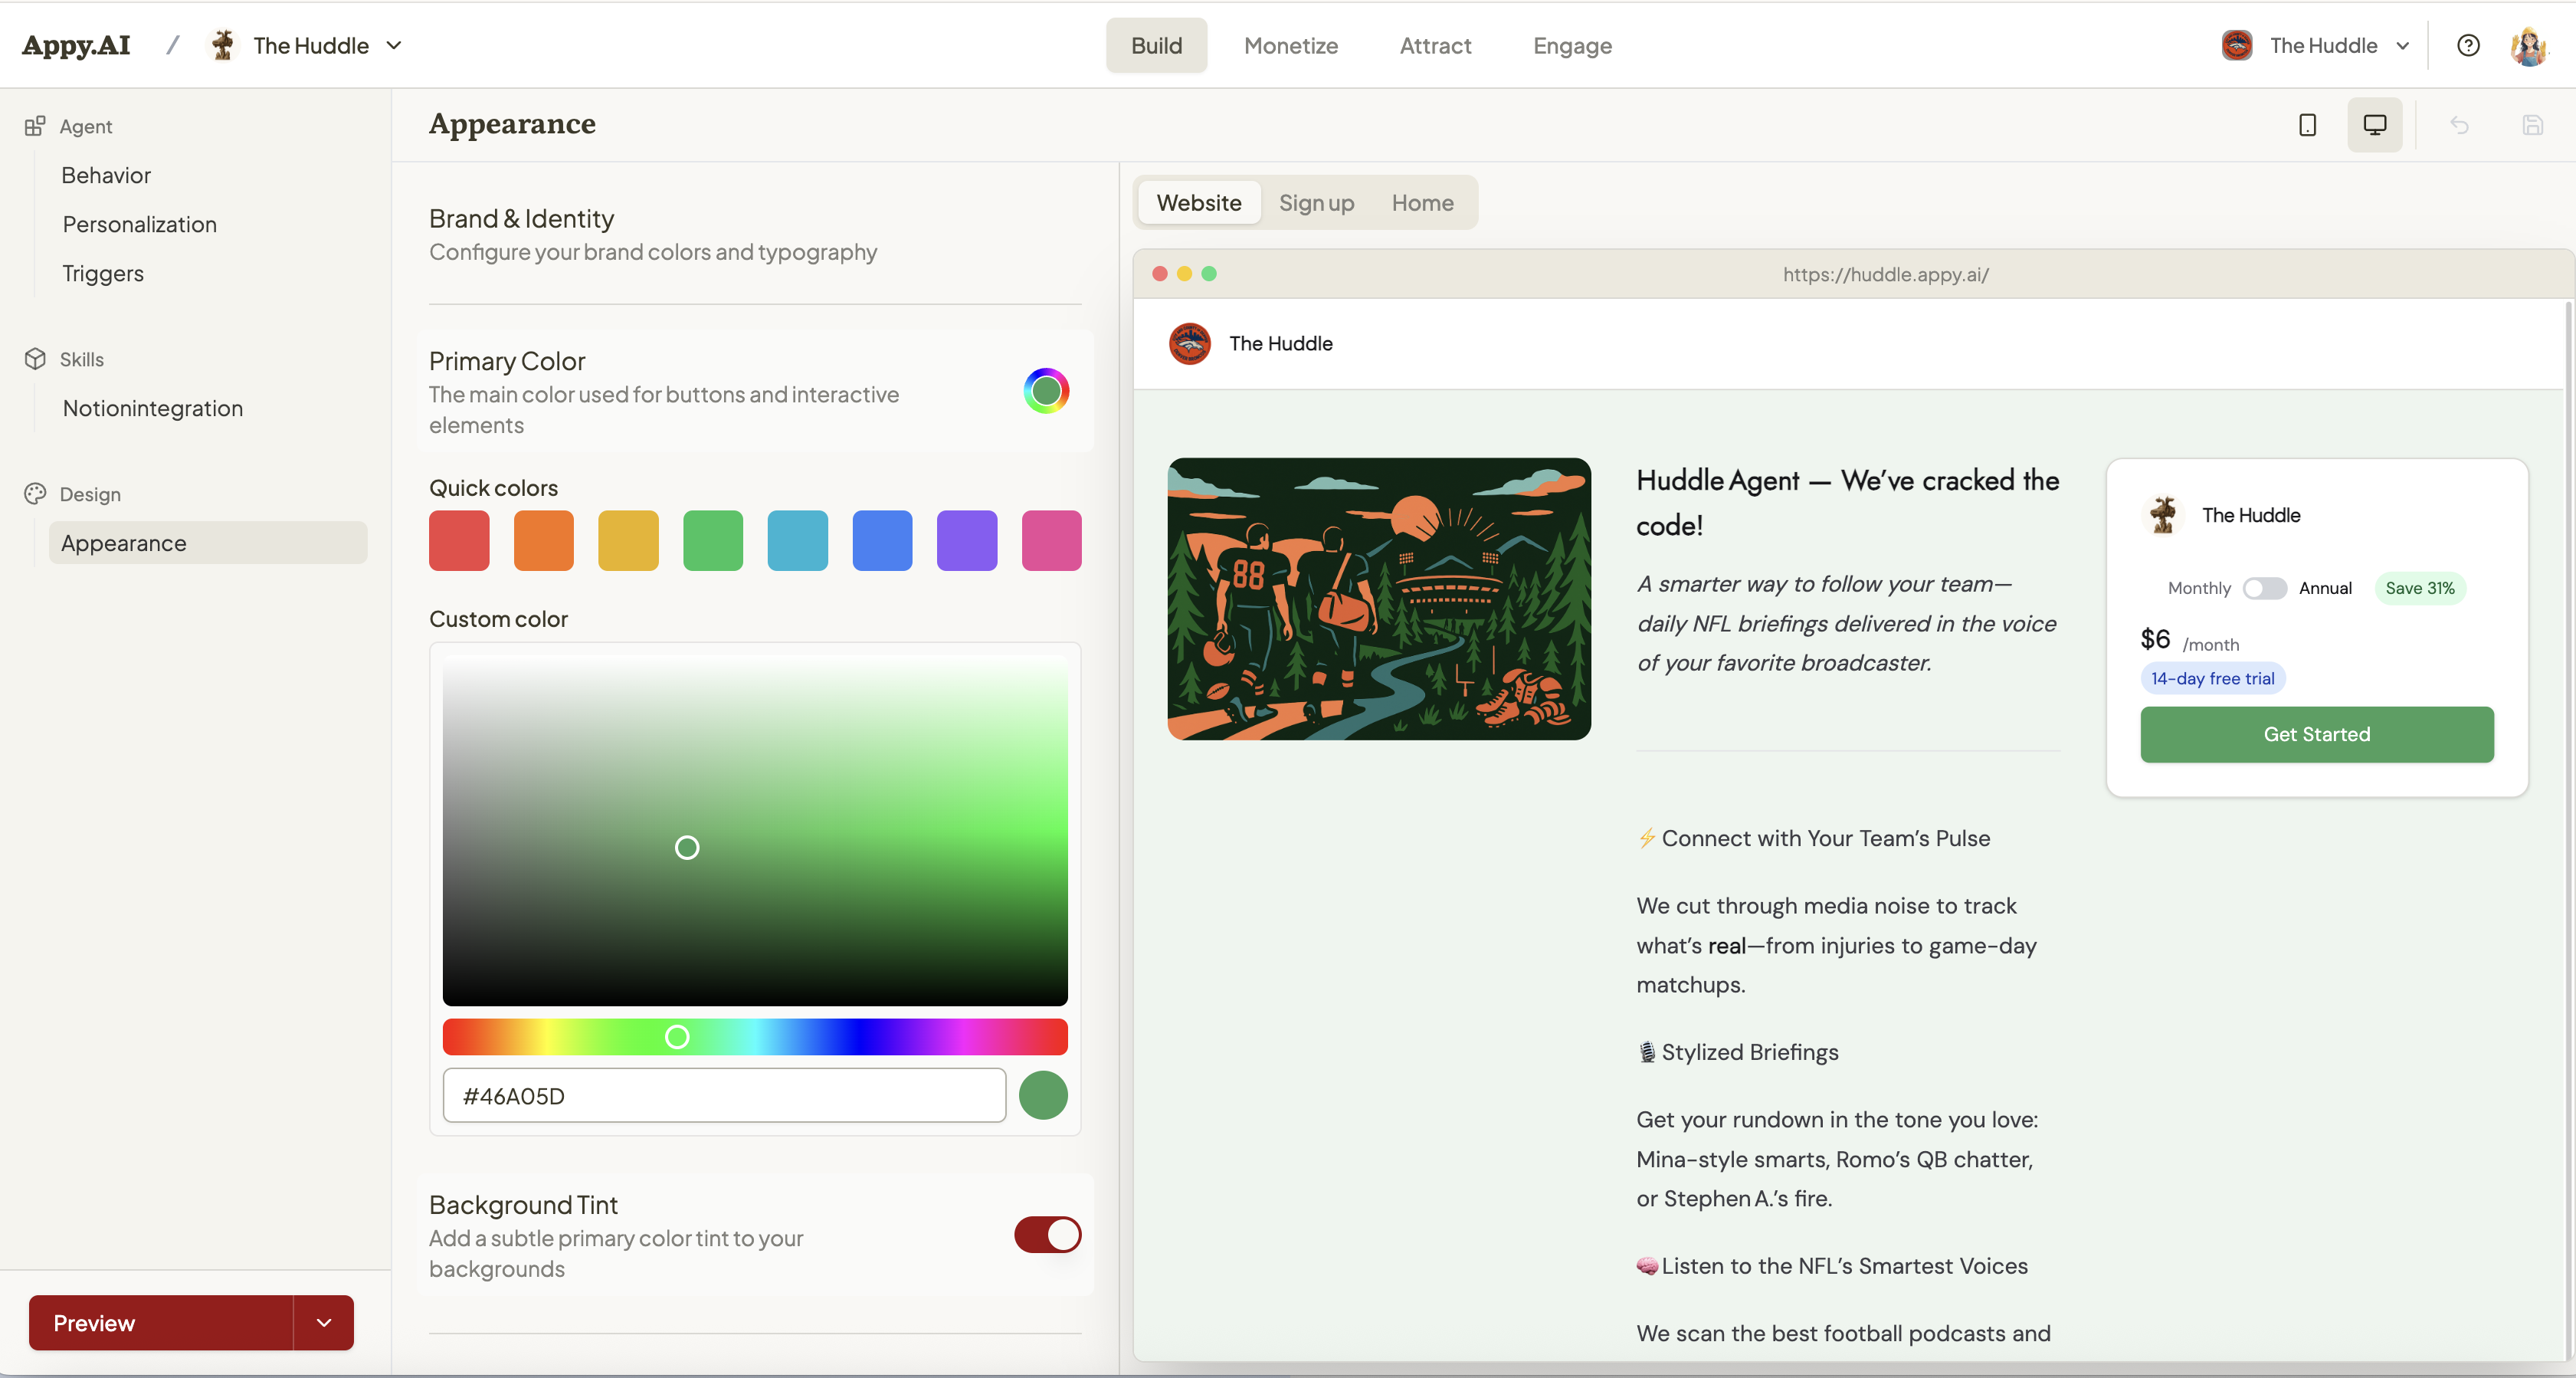 Appy.AI / The Huddle
Build Monetize Attract Engage
The Huddle
Agent
Behavior
Personalization
Triggers
Skills
Notionintegration
Design
Appearance
Preview
Appearance
Brand & Identity
Configure your brand colors and typography
Primary Color
The main color used for buttons and interactive
elements
Quick colors
Custom color
#46A05D
Background Tint
Add a subtle primary color tint to your
backgrounds
Website Sign up Home
https://huddle.appy.ai/
The Huddle
88
Huddle Agent — We’ve cracked the
code!
A smarter way to follow your team—
daily NFL briefings delivered in the voice
of your favorite broadcaster.
⚡ Connect with Your Team’s Pulse
We cut through media noise to track
what’s real—from injuries to game-day
matchups.
🎙️ Stylized Briefings
Get your rundown in the tone you love:
Mina-style smarts, Romo’s QB chatter,
or Stephen A.’s fire.
🧠 Listen to the NFL’s Smartest Voices
We scan the best football podcasts and
The Huddle
Monthly Annual Save 31%
$6 /month
14-day free trial
Get Started